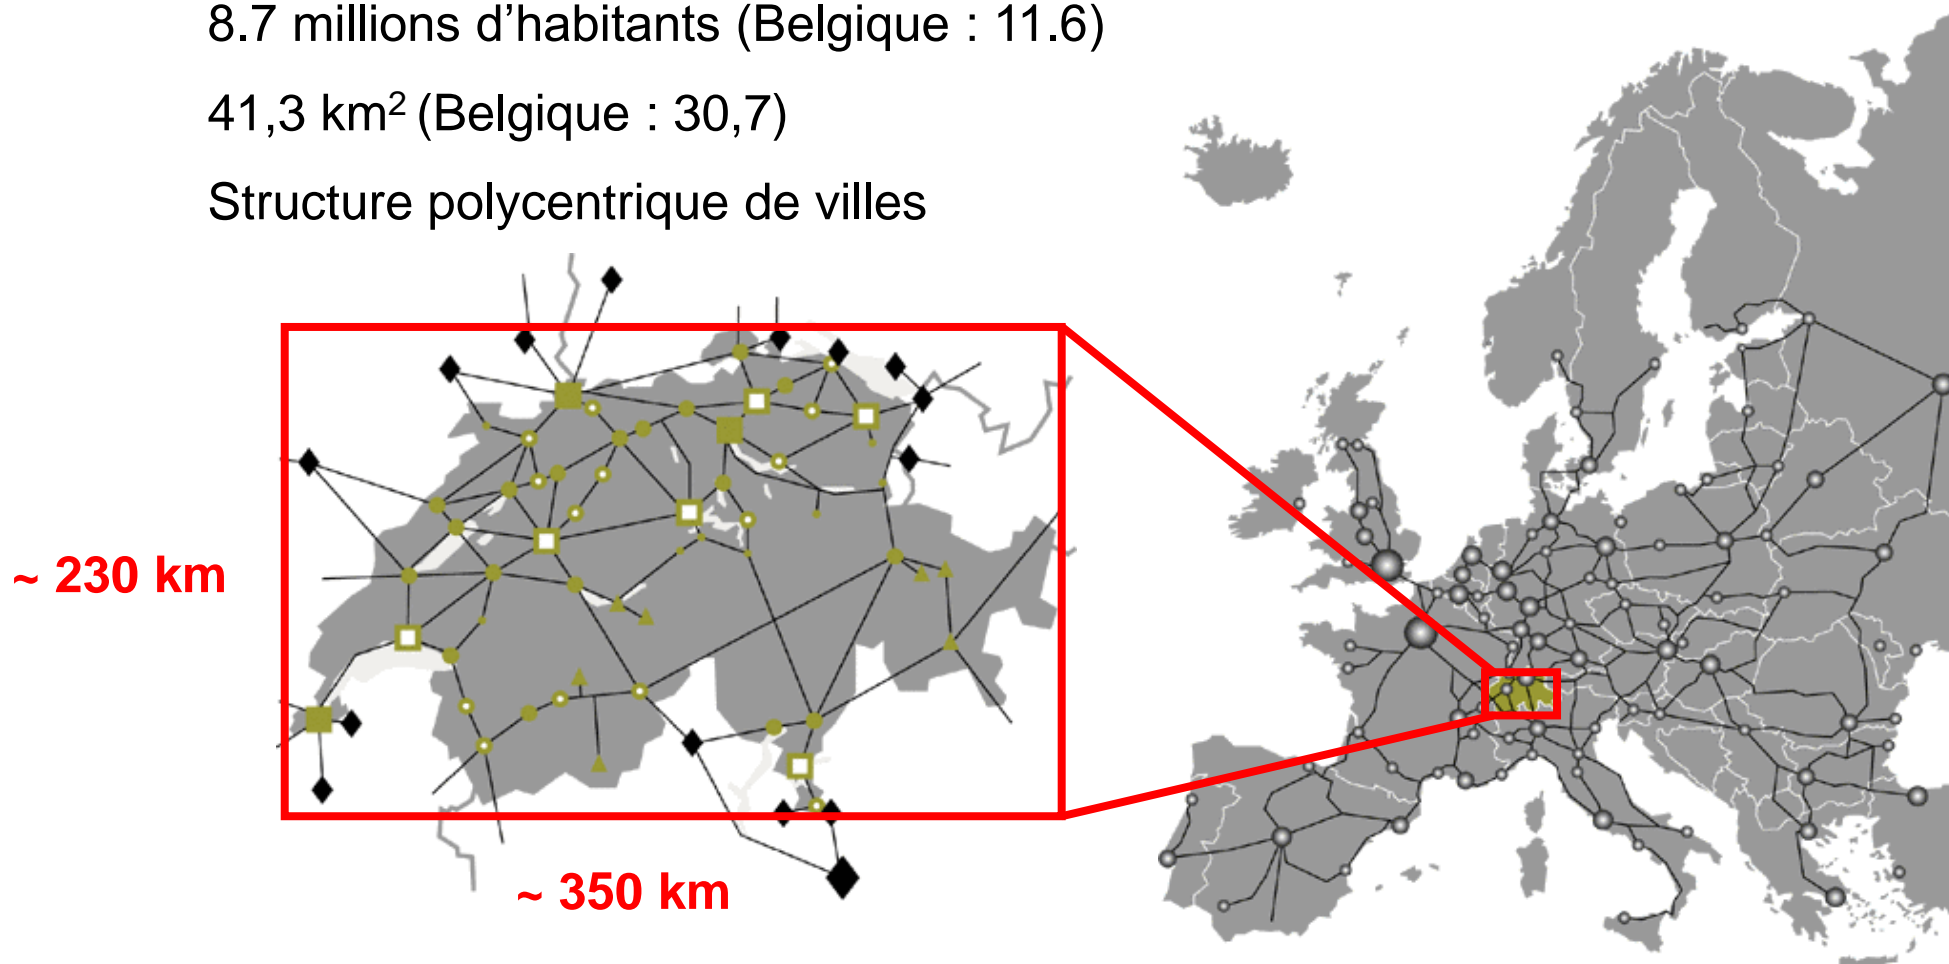 8.7 millions d’habitants (Belgique : 11.6)
41,3 km² (Belgique : 30,7)
Structure polycentrique de villes
~ 230 km
~ 350 km